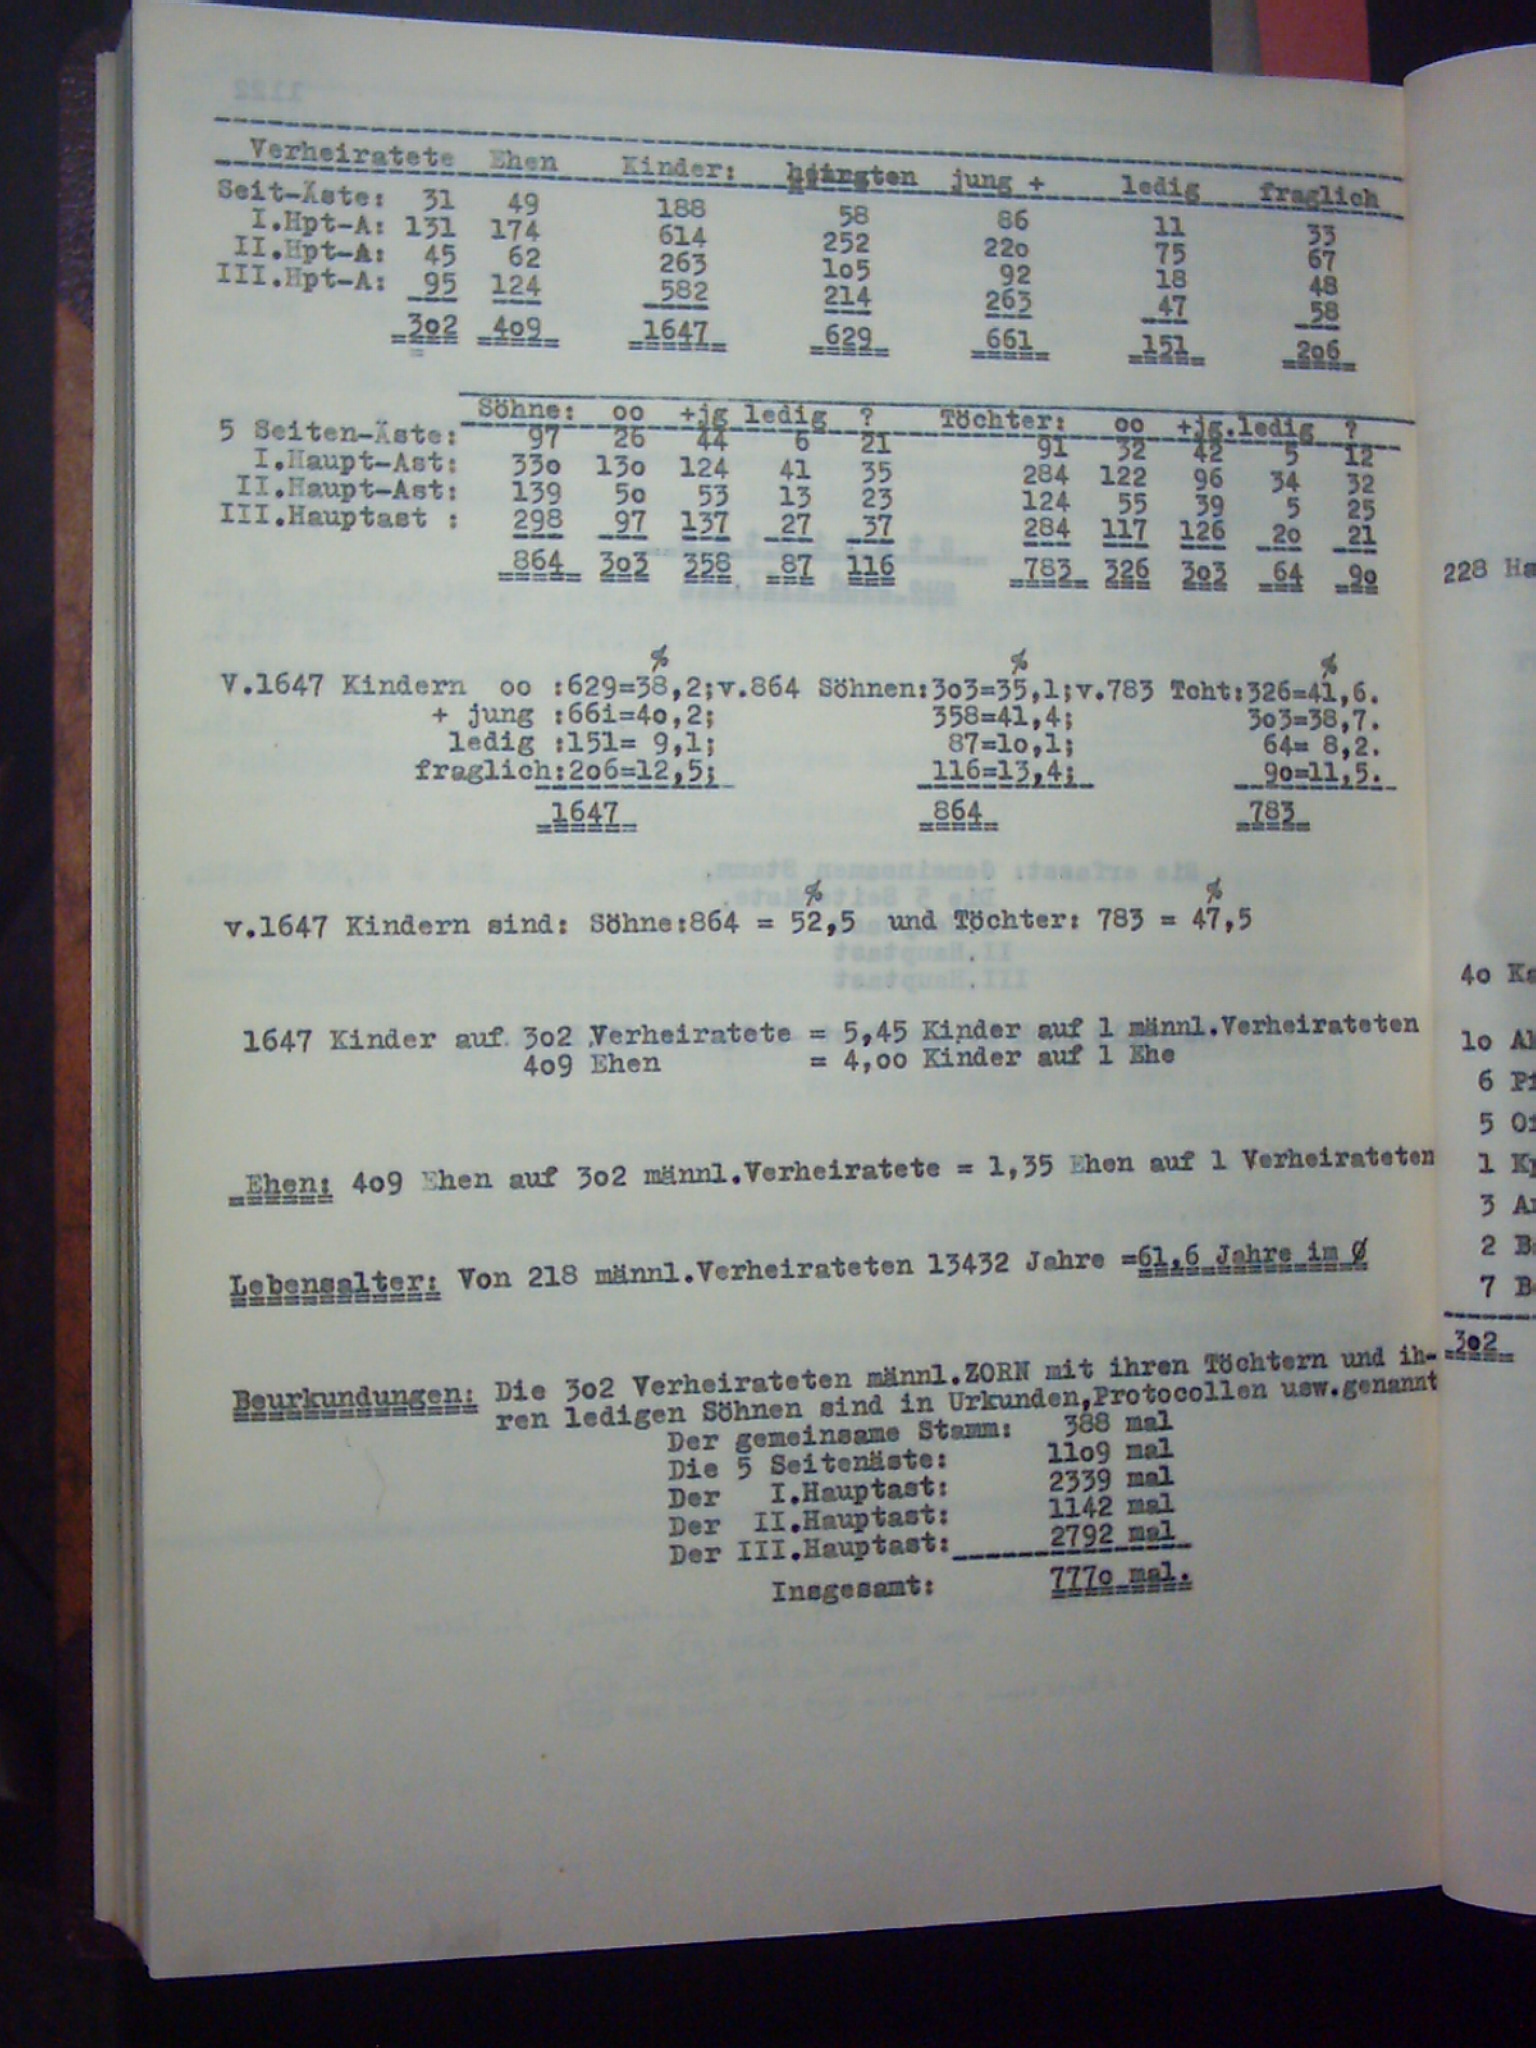 Verheiratete Ehen Kinder: jung + ledig fraglich
Seit-Äste: 31 49 188 58 86 11 33
I.Hpt-A: 131 174 614 252 22o 75 67
II.Hpt-A: 45 62 263 1o5 92 18 48
III.Hpt-A: 95 124 582 214 263 47 58
3o2 4o9 1647 629 661 151 2o6
Söhne: oo +jg ledig ? Töchter: oo +jg.ledig ?
5 Seiten-Äste: 97 26 44 6 21 91 32 42 5 12
I.Haupt-Ast: 33o 13o 124 41 35 284 122 96 34 32
II.Haupt-Ast: 139 5o 53 13 23 124 55 39 5 25
III.Hauptast : 298 97 137 27 37 284 117 126 2o 21
864 3o3 358 87 116 783 326 3o3 64 9o
% % %
V.1647 Kindern oo :629=38,2;v.864 Söhnen:3o3=35,1;v.783 Tcht:326=41,6.
+ jung :661=4o,2; 358=41,4; 3o3=38,7.
ledig :151= 9,1; 87=1o,1; 64= 8,2.
fraglich:2o6=12,5; 116=13,4; 9o=11,5.
1647 864 783
% %
v.1647 Kindern sind: Söhne:864 = 52,5 und Töchter: 783 = 47,5
1647 Kinder auf 3o2 Verheiratete = 5,45 Kinder auf 1 männl.Verheirateten
4o9 Ehen = 4,oo Kinder auf 1 Ehe
Ehen: 4o9 Ehen auf 3o2 männl.Verheiratete = 1,35 Ehen auf 1 Verheirateten
Lebensalter: Von 218 männl.Verheirateten 13432 Jahre =61,6 Jahre im Ø
Beurkundungen: Die 3o2 Verheirateten männl.ZORN mit ihren Töchtern und ih-
ren ledigen Söhnen sind in Urkunden,Protocollen usw.genannt
Der gemeinsame Stamm: 388 mal
Die 5 Seitenäste: 11o9 mal
Der I.Hauptast: 2339 mal
Der II.Hauptast: 1142 mal
Der III.Hauptast: 2792 mal
Insgesamt: 777o mal.
228 Ha
4o Ka
1o
6
5
1
3
2
7
3o2